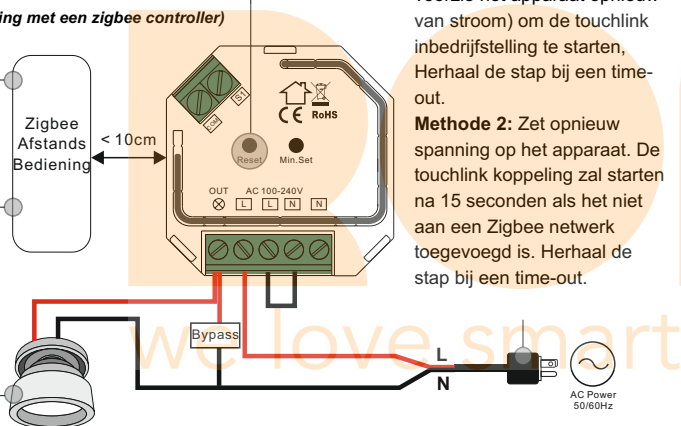 ing met een zigbee controller)
Zigbee
Afstands
Bediening
< 10cm
COM
S1
CE RoHS
Reset
Min.Set
OUT
AC 100-240V
L L N N
Bypass
L
N
AC Power
50/60Hz
van stroom) om de touchlink
inbedrijfstelling te starten,
Herhaal de stap bij een time-
out.
Methode 2: Zet opnieuw
spanning op het apparaat. De
touchlink koppeling zal starten
na 15 seconden als het niet
aan een Zigbee netwerk
toegevoegd is. Herhaal de
stap bij een time-out.
we love smart